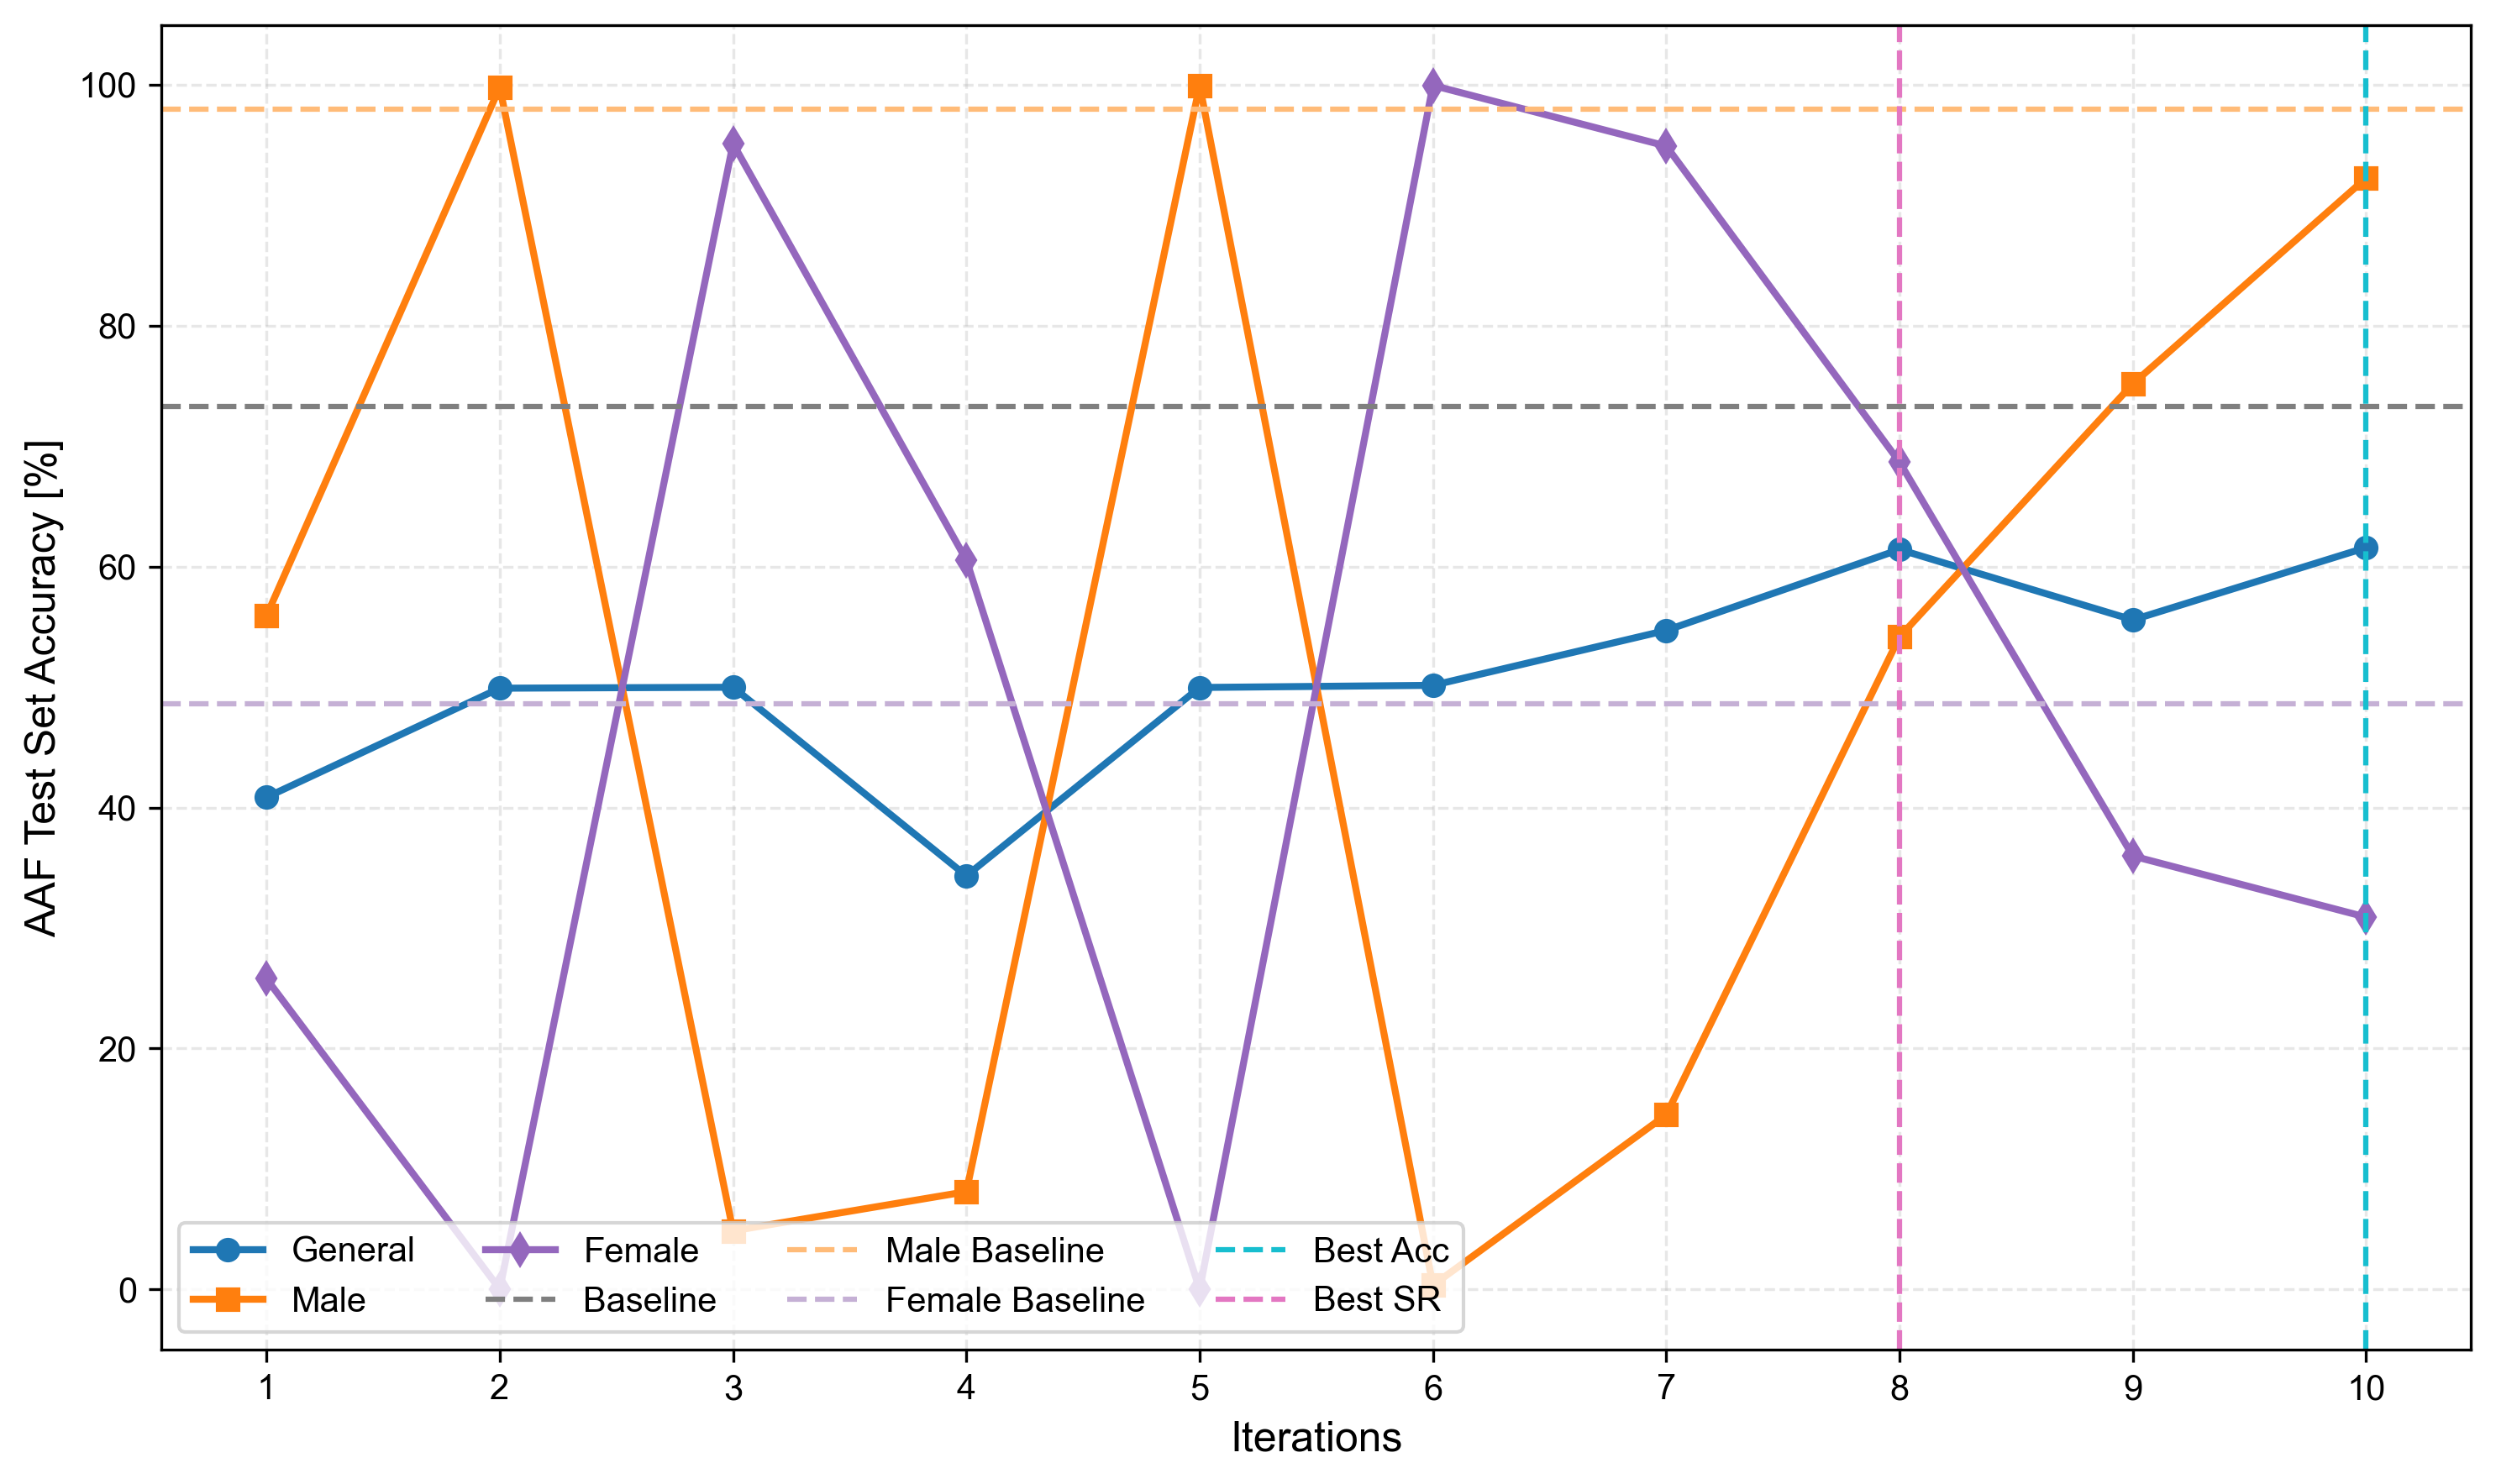 AAF Test Set Accuracy [%]
100
80
60
40
20
0
General
Male
Female
Baseline
Male Baseline
Female Baseline
Best Acc
Best SR
1 2 3 4 5 6 7 8 9 10
Iterations